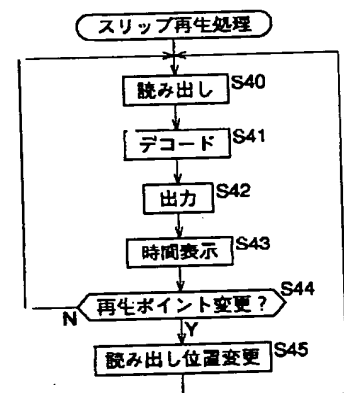 スリップ再生処理
読み出し S40
デコード S41
出力 S42
時間表示 S43
再生ポイント変更? S44
N
Y
読み出し位置変更 S45